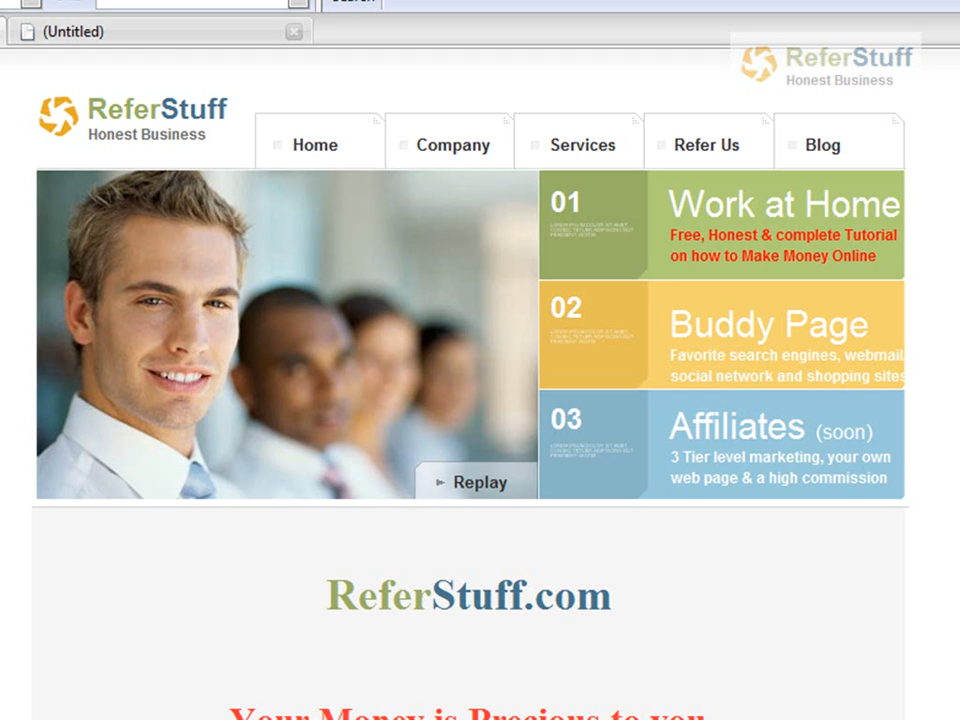 (Untitled)
ReferStuff
Honest Business
ReferStuff
Honest Business
Home
Company
Services
Refer Us
Blog
01
Work at Home
Free, Honest & complete Tutorial
on how to Make Money Online
02
Buddy Page
Favorite search engines, webmail
social network and shopping sites
03
Affiliates (soon)
3 Tier level marketing, your own
web page & a high commission
Replay
ReferStuff.com
Your Money is Precious to you